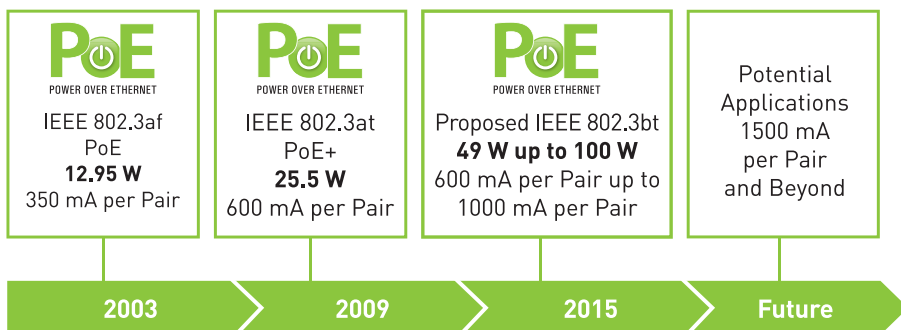 PoE
POWER OVER ETHERNET
IEEE 802.3af
PoE
12.95 W
350 mA per Pair
PoE
POWER OVER ETHERNET
IEEE 802.3at
PoE+
25.5 W
600 mA per Pair
PoE
POWER OVER ETHERNET
Proposed IEEE 802.3bt
49 W up to 100 W
600 mA per Pair up to
1000 mA per Pair
Potential
Applications
1500 mA
per Pair
and Beyond
2003
2009
2015
Future